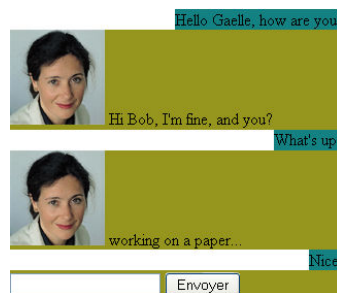 Hello Gaelle, how are you
Hi Bob, I'm fine, and you?
What's up
working on a paper...
Nice
Envoyer